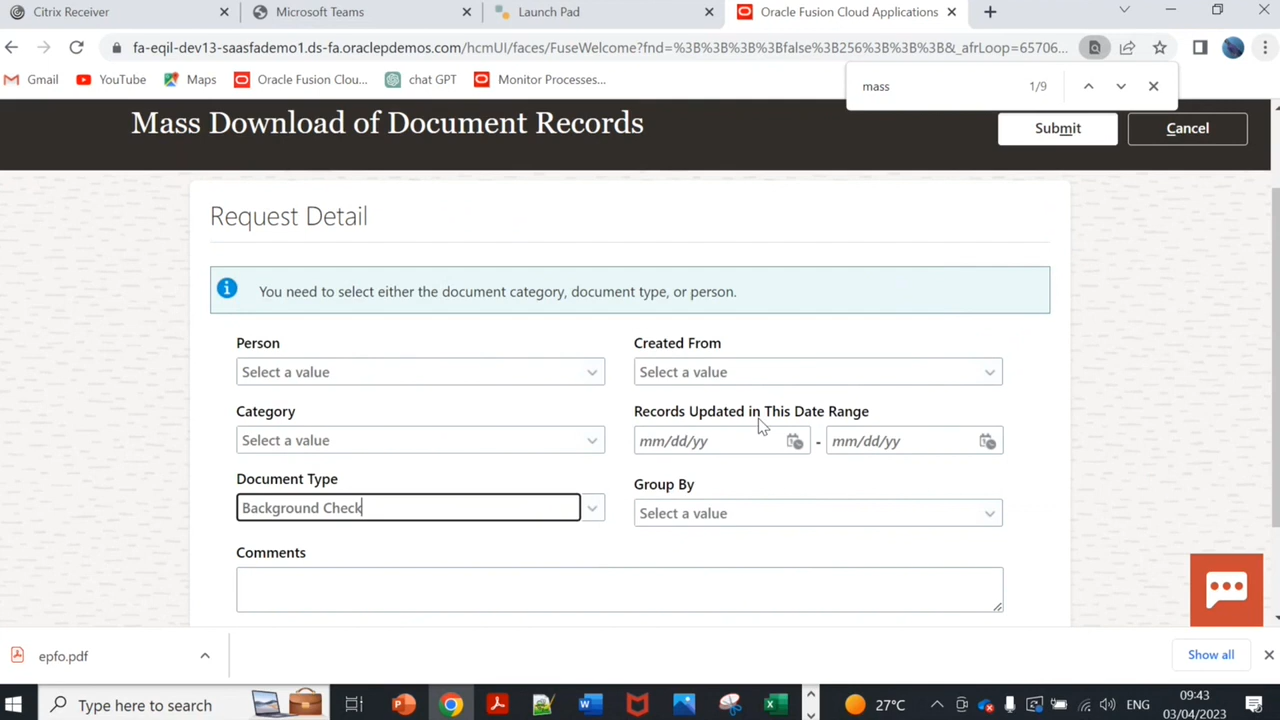 Citrix Receiver
Microsoft Teams
Launch Pad
Oracle Fusion Cloud Applications
fa-eqil-dev13-saasfademo1.ds-fa.oraclepdemos.com/hcmUI/faces/FuseWelcome?fnd=%3B%3B%3B%3Bfalse%3B256%3B%3B%3B&_afrLoop=65706...
Gmail
YouTube
Maps
Oracle Fusion Clou...
chat GPT
Monitor Processes...
mass 1/9
Mass Download of Document Records
Submit
Cancel
Request Detail
You need to select either the document category, document type, or person.
Person
Select a value
Created From
Select a value
Category
Select a value
Records Updated in This Date Range
mm/dd/yy - mm/dd/yy
Document Type
Background Check
Group By
Select a value
Comments
epfo.pdf
Show all
Type here to search
27°C
ENG
09:43
03/04/2023